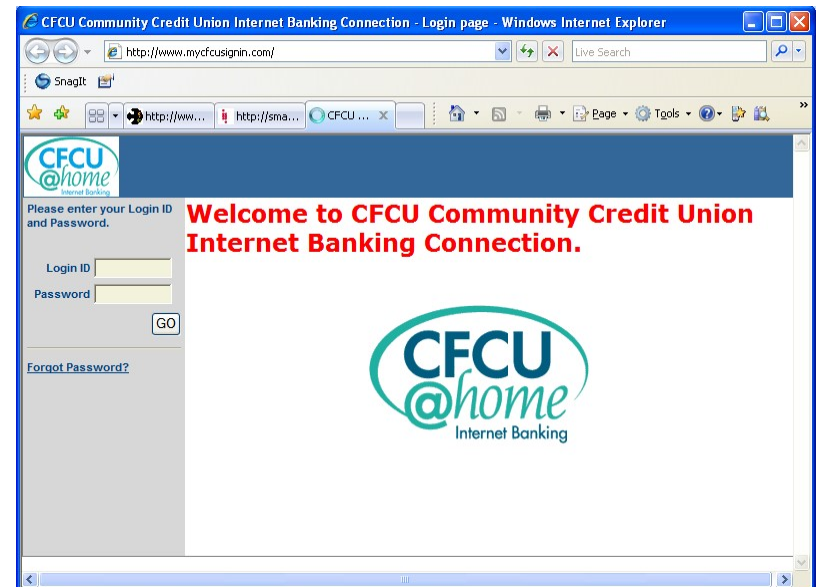 CFCU Community Credit Union Internet Banking Connection - Login page - Windows Internet Explorer
http://www.mycfcusignin.com/
Live Search
SnagIt
http://ww... http://sma... CFCU ... Page Tools
CFCU
@home
Internet Banking
Please enter your Login ID
and Password.
Login ID
Password
GO
Forgot Password?
Welcome to CFCU Community Credit Union
Internet Banking Connection.
CFCU
@home
Internet Banking